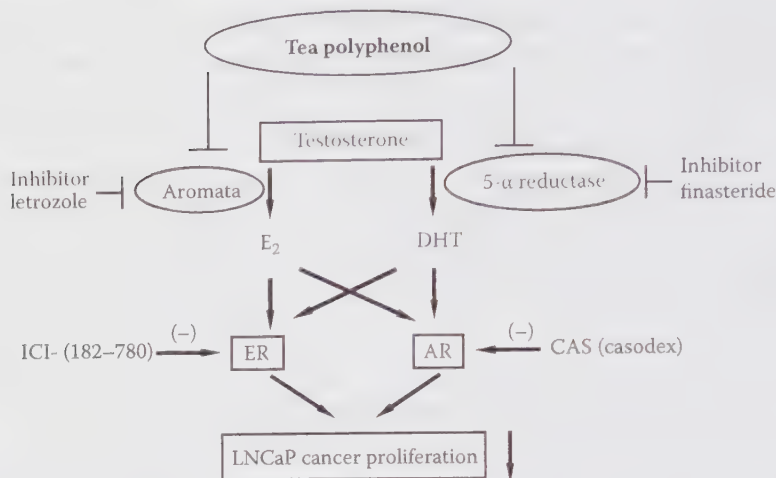 Tea polyphenol
Testosterone
Inhibitor
letrozole
Aromata
5-α reductase
Inhibitor
finasteride
E₂
DHT
(–)
(–)
ICI- (182–780)
ER
AR
CAS (casodex)
LNCaP cancer proliferation